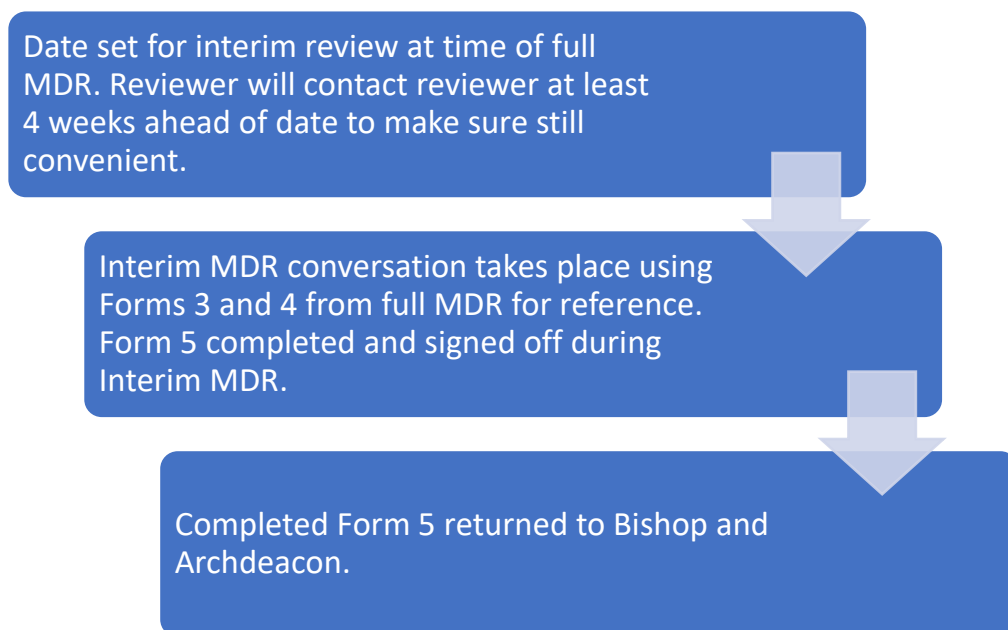 Date set for interim review at time of full
MDR. Reviewer will contact reviewer at least
4 weeks ahead of date to make sure still
convenient.
Interim MDR conversation takes place using
Forms 3 and 4 from full MDR for reference.
Form 5 completed and signed off during
Interim MDR.
Completed Form 5 returned to Bishop and
Archdeacon.